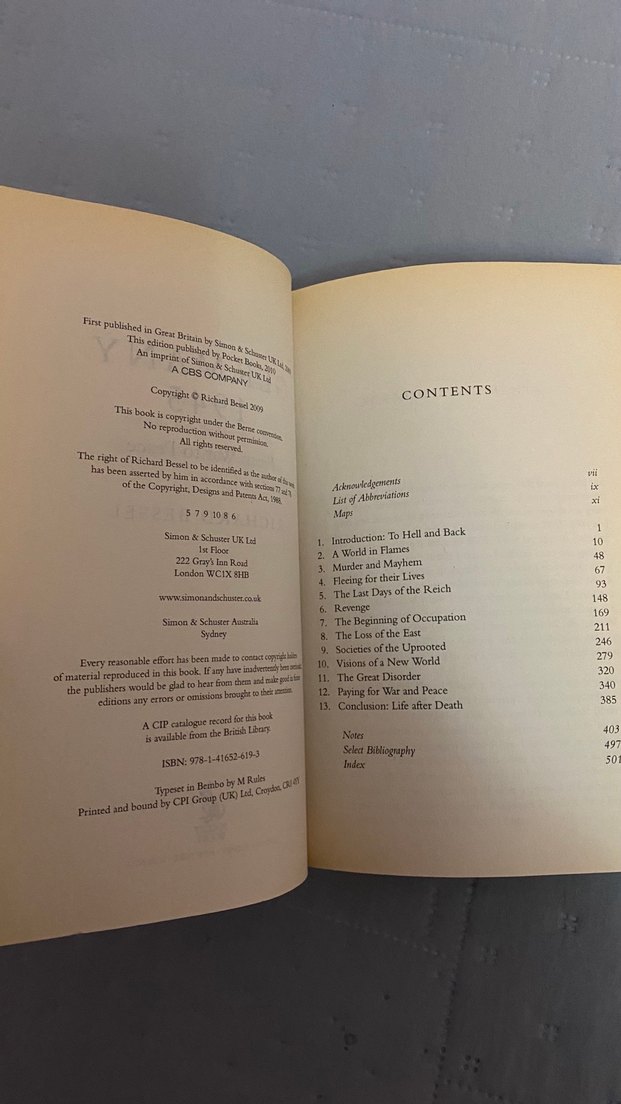 First published in Great Britain by Simon & Schuster UK Ltd, 2009
This edition published by Pocket Books, 2010
An imprint of Simon & Schuster UK Ltd
A CBS COMPANY
Copyright © Richard Bessel 2009
This book is copyright under the Berne convention.
No reproduction without permission.
All rights reserved.
The right of Richard Bessel to be identified as the author of this work
has been asserted by him in accordance with sections 77 and 78
of the Copyright, Designs and Patents Act, 1988.
5 7 9 10 8 6
Simon & Schuster UK Ltd
1st Floor
222 Gray's Inn Road
London WC1X 8HB
www.simonandschuster.co.uk
Simon & Schuster Australia
Sydney
Every reasonable effort has been made to contact copyright holders
of material reproduced in this book. If any have inadvertently been overlooked,
the publishers would be glad to hear from them and make good in future
editions any errors or omissions brought to their attention.
A CIP catalogue record for this book
is available from the British Library.
ISBN: 978-1-41652-619-3
Typeset in Bembo by M Rules
Printed and bound by CPI Group (UK) Ltd, Croydon, CR0 4YY
CONTENTS
Acknowledgements vii
List of Abbreviations ix
Maps xi
1. Introduction: To Hell and Back 1
2. A World in Flames 10
3. Murder and Mayhem 48
4. Fleeing for their Lives 67
5. The Last Days of the Reich 93
6. Revenge 148
7. The Beginning of Occupation 169
8. The Loss of the East 211
9. Societies of the Uprooted 246
10. Visions of a New World 279
11. The Great Disorder 320
12. Paying for War and Peace 340
13. Conclusion: Life after Death 385
Notes 403
Select Bibliography 497
Index 501